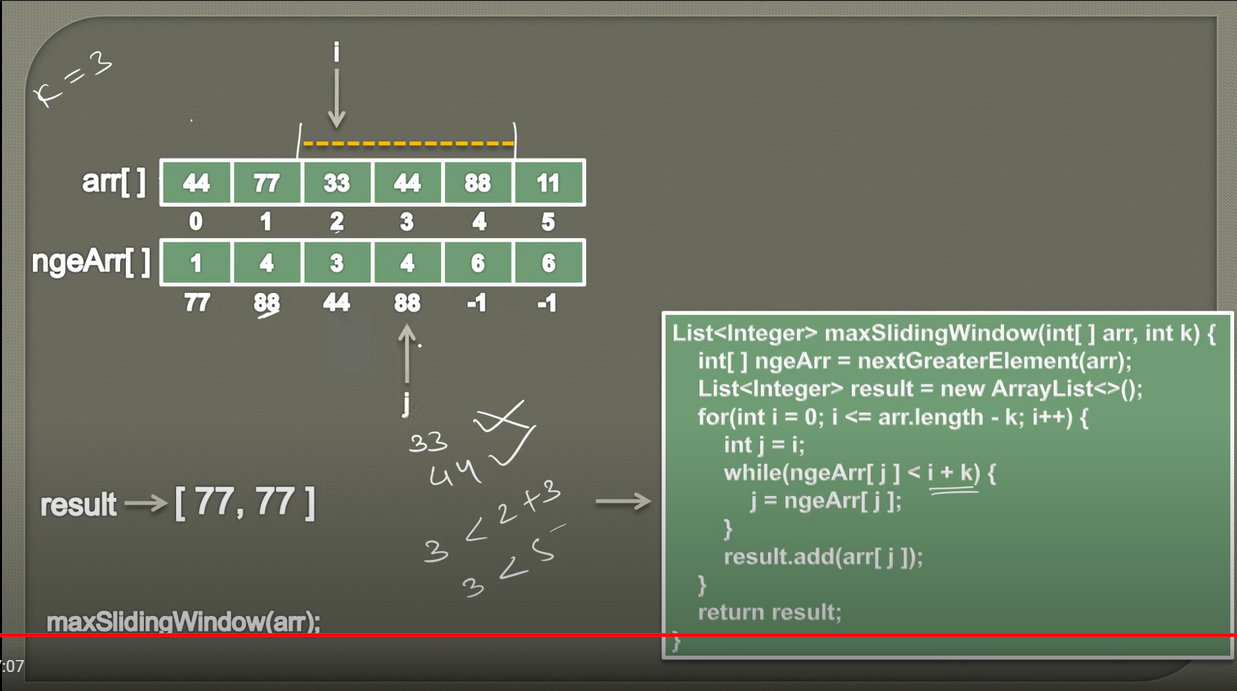 K = 3
i
arr[ ] 44 77 33 44 88 11
0 1 2 3 4 5
ngeArr[ ] 1 4 3 4 6 6
77 88 44 88 -1 -1
j
33
44
3 < 2+3
3 < 5
result → [ 77, 77 ]
maxSlidingWindow(arr);
List<Integer> maxSlidingWindow(int[ ] arr, int k) {
int[ ] ngeArr = nextGreaterElement(arr);
List<Integer> result = new ArrayList<>();
for(int i = 0; i <= arr.length - k; i++) {
int j = i;
while(ngeArr[ j ] < i + k) {
j = ngeArr[ j ];
}
result.add(arr[ j ]);
}
return result;
}
:07